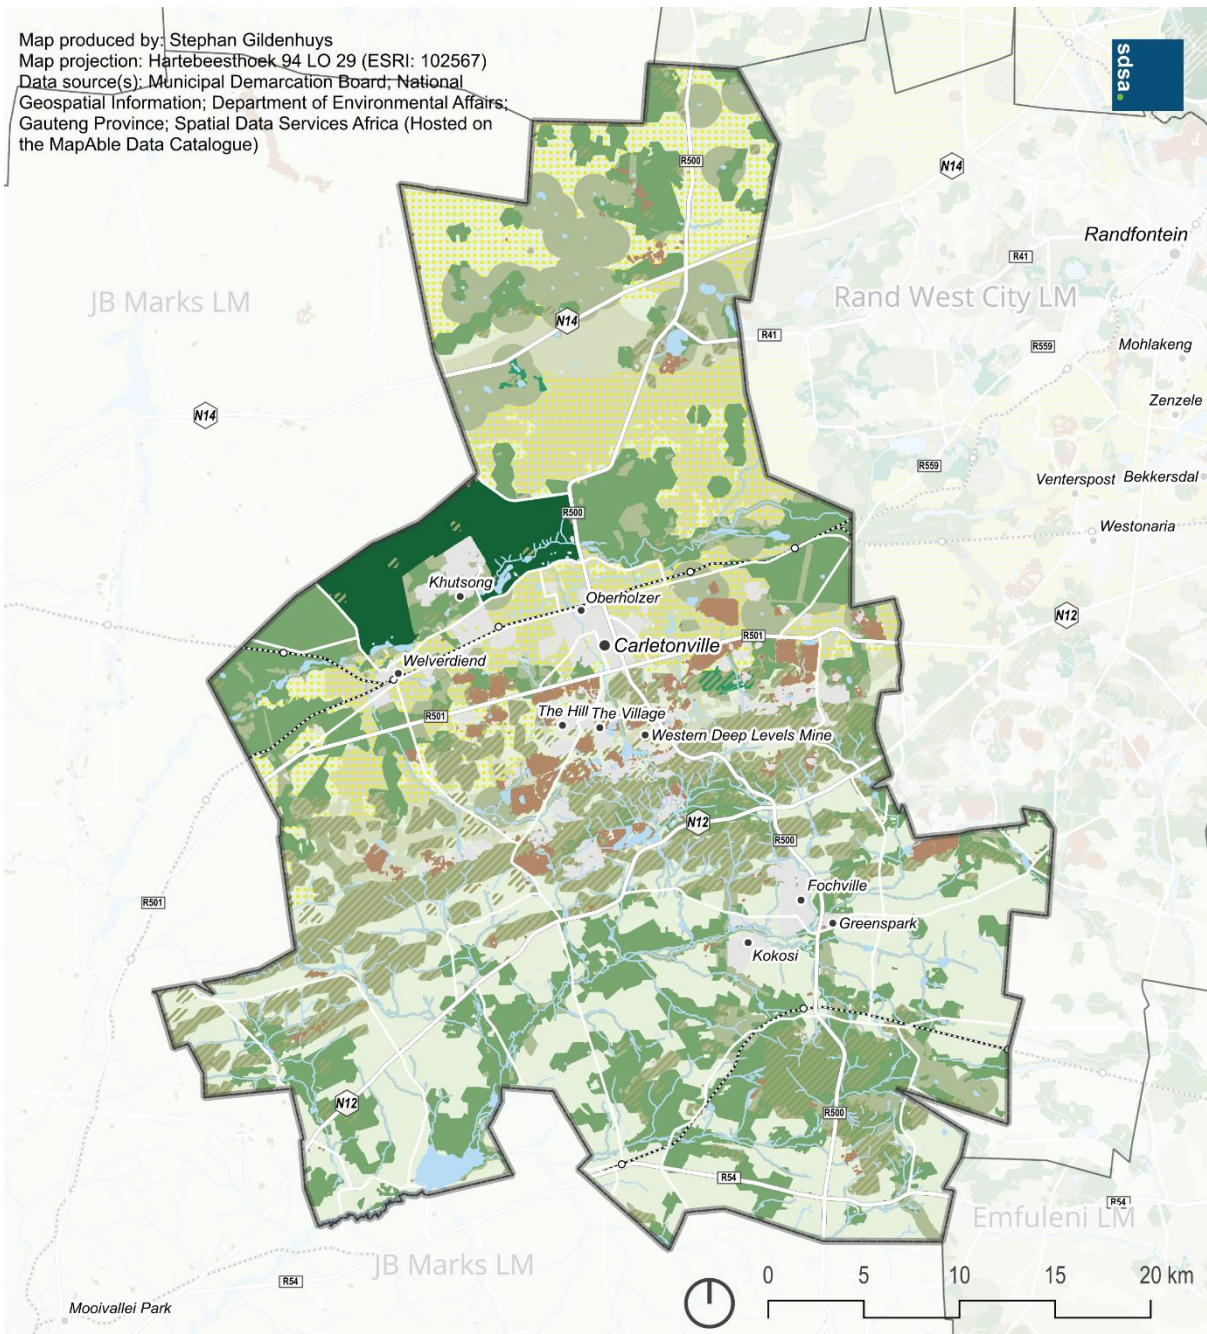 Map produced by: Stephan Gildenhuys
Map projection: Hartebeesthoek 94 LO 29 (ESRI: 102567)
Data source(s): Municipal Demarcation Board; National
Geospatial Information; Department of Environmental Affairs;
Gauteng Province; Spatial Data Services Africa (Hosted on
the MapAble Data Catalogue)
sdsa.
R500
N14
Randfontein
R41
JB Marks LM
Rand West City LM
N14
R41
R559
Mohlakeng
N14
Zenzele
R559
Venterspost
Bekkersdal
R500
Westonaria
Khutsong
Oberholzer
N12
Carletonville
R501
Welverdiend
R501
The Hill
The Village
Western Deep Levels Mine
N12
R500
Fochville
R501
Greenspark
Kokosi
N12
R500
R54
R54
Emfuleni LM
JB Marks LM
R54
Mooivallei Park
0 5 10 15 20 km